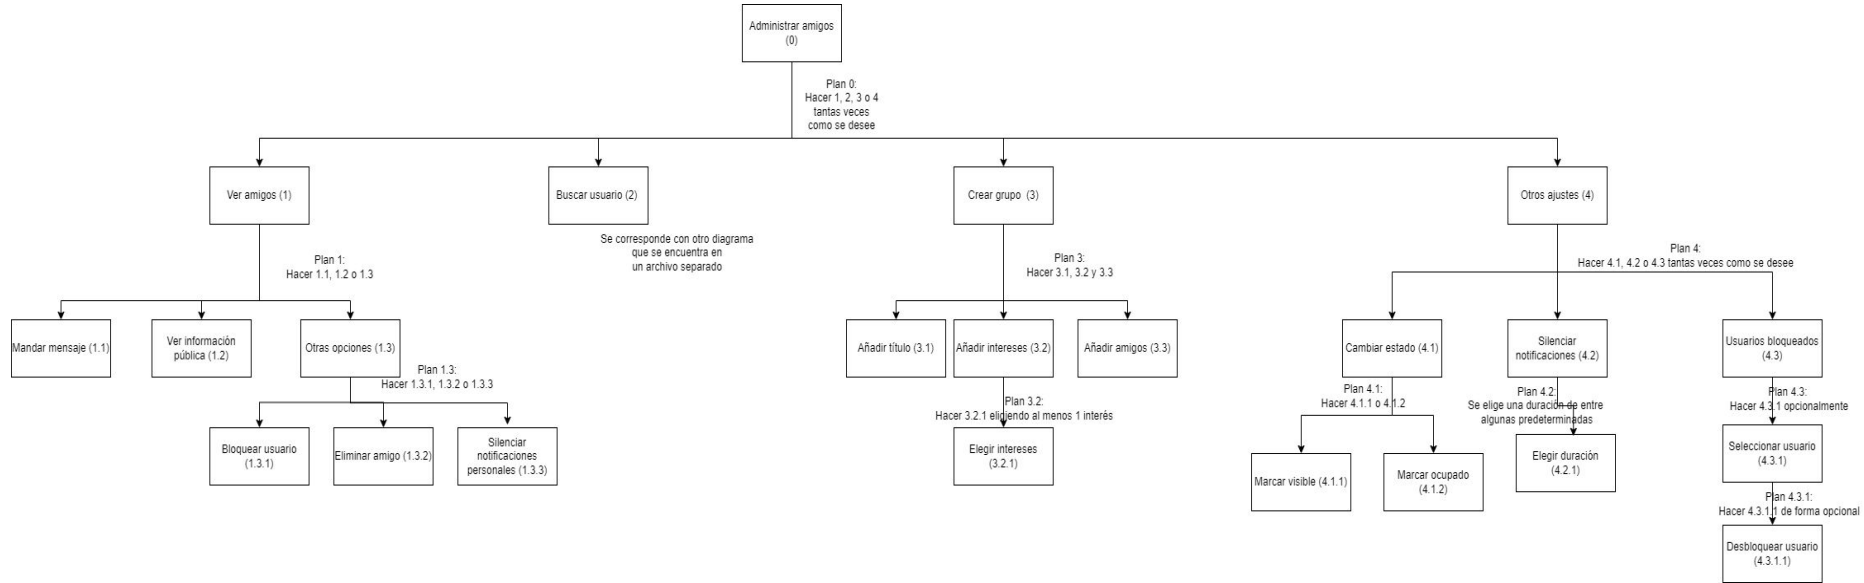 Administrar amigos
(0)
Plan 0:
Hacer 1, 2, 3 o 4
tantas veces
como se desee
Ver amigos (1)
Buscar usuario (2)
Crear grupo (3)
Otros ajustes (4)
Se corresponde con otro diagrama
que se encuentra en
un archivo separado
Plan 1:
Hacer 1.1, 1.2 o 1.3
Plan 3:
Hacer 3.1, 3.2 y 3.3
Plan 4:
Hacer 4.1, 4.2 o 4.3 tantas veces como se desee
Mandar mensaje (1.1)
Ver información
pública (1.2)
Otras opciones (1.3)
Añadir título (3.1)
Añadir intereses (3.2)
Añadir amigos (3.3)
Cambiar estado (4.1)
Silenciar
notificaciones (4.2)
Usuarios bloqueados
(4.3)
Plan 1.3:
Hacer 1.3.1, 1.3.2 o 1.3.3
Plan 3.2:
Hacer 3.2.1 eligiendo al menos 1 interés
Plan 4.1:
Hacer 4.1.1 o 4.1.2
Plan 4.2:
Se elige una duración de entre
algunas predeterminadas
Plan 4.3:
Hacer 4.3.1 opcionalmente
Bloquear usuario
(1.3.1)
Eliminar amigo (1.3.2)
Silenciar
notificaciones
personales (1.3.3)
Elegir intereses
(3.2.1)
Marcar visible (4.1.1)
Marcar ocupado
(4.1.2)
Elegir duración
(4.2.1)
Seleccionar usuario
(4.3.1)
Plan 4.3.1:
Hacer 4.3.1.1 de forma opcional
Desbloquear usuario
(4.3.1.1)